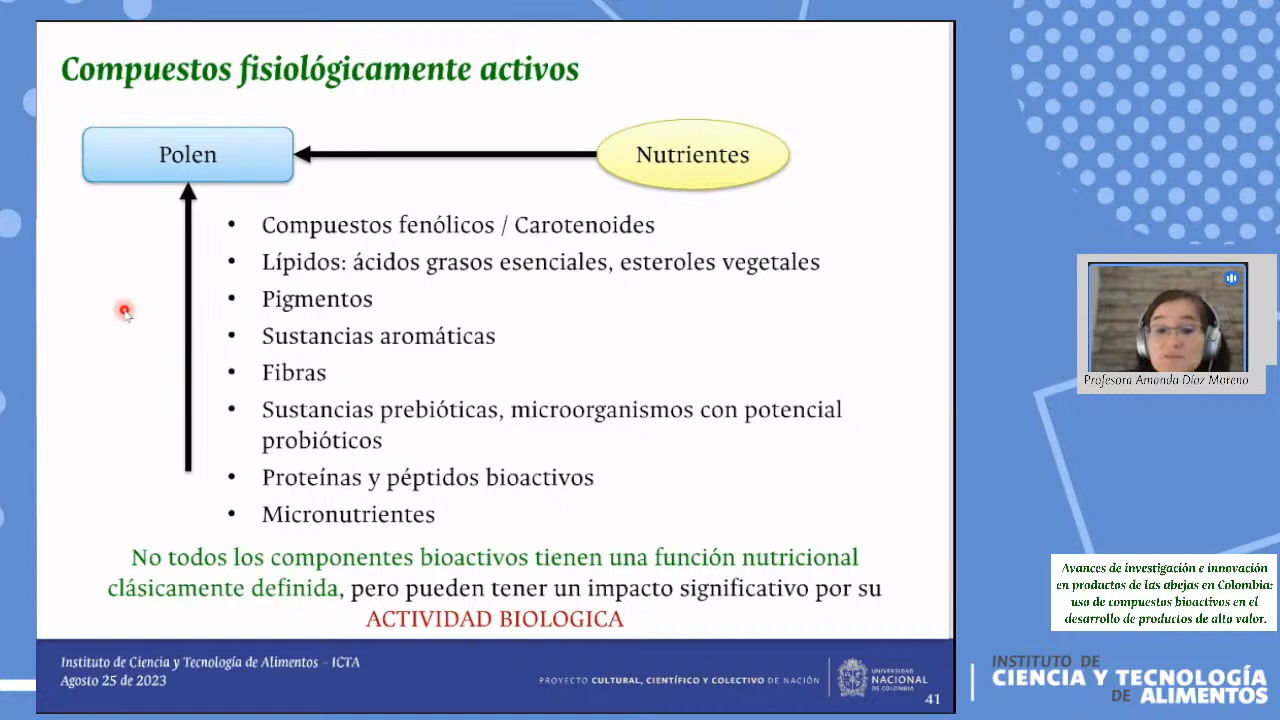 Compuestos fisiológicamente activos
Polen
Nutrientes
• Compuestos fenólicos / Carotenoides
• Lípidos: ácidos grasos esenciales, esteroles vegetales
• Pigmentos
• Sustancias aromáticas
• Fibras
• Sustancias prebióticas, microorganismos con potencial
probióticos
• Proteínas y péptidos bioactivos
• Micronutrientes
No todos los componentes bioactivos tienen una función nutricional
clásicamente definida, pero pueden tener un impacto significativo por su
ACTIVIDAD BIOLOGICA
Instituto de Ciencia y Tecnología de Alimentos – ICTA
Agosto 25 de 2023
PROYECTO CULTURAL, CIENTÍFICO Y COLECTIVO DE NACIÓN
UNIVERSIDAD
NACIONAL
DE COLOMBIA
41
Profesora Amanda Díaz Moreno
Avances de investigación e innovación
en productos de las abejas en Colombia:
uso de compuestos bioactivos en el
desarrollo de productos de alto valor.
INSTITUTO DE
CIENCIA Y TECNOLOGÍA
DE ALIMENTOS